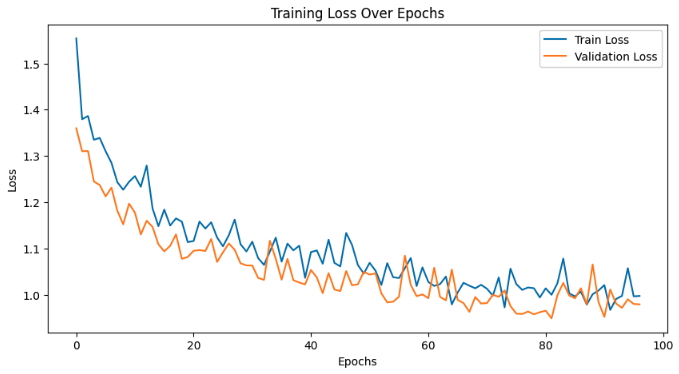 Training Loss Over Epochs
Train Loss
Validation Loss
1.5
1.4
1.3
1.2
1.1
1.0
Loss
0 20 40 60 80 100
Epochs